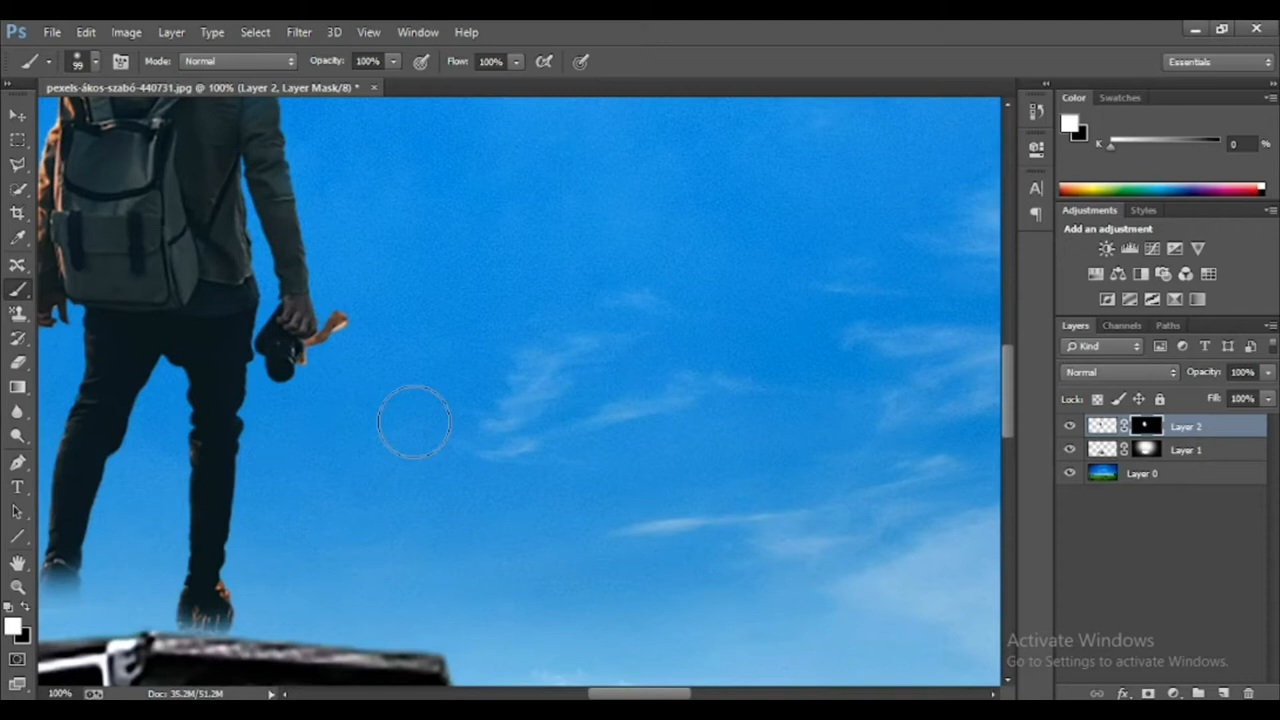 Ps File Edit Image Layer Type Select Filter 3D View Window Help
99 Mode: Normal Opacity: 100% Flow: 100% Essentials
pexels-ákos-szabó-440731.jpg @ 100% (Layer 2, Layer Mask/8) *
Color Swatches
K 0 %
Adjustments Styles
Add an adjustment
Layers Channels Paths
Kind
Normal Opacity: 100%
Lock: Fill: 100%
Layer 2
Layer 1
Layer 0
Activate Windows
Go to Settings to activate Windows.
100% Doc: 35.2M/51.2M